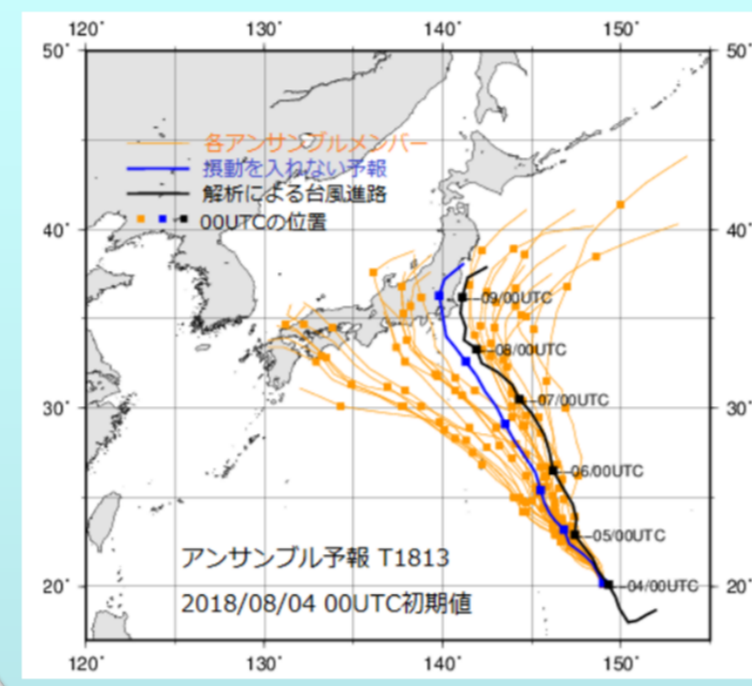 120° 130° 140° 150°
50° 50°
各アンサンブルメンバー
摂動を入れない予報
解析による台風進路
00UTCの位置
40° 40°
09/00UTC
08/00UTC
30° 07/00UTC 30°
06/00UTC
05/00UTC
アンサンブル予報 T1813
20° 04/00UTC 20°
2018/08/04 00UTC初期値
120° 130° 140° 150°